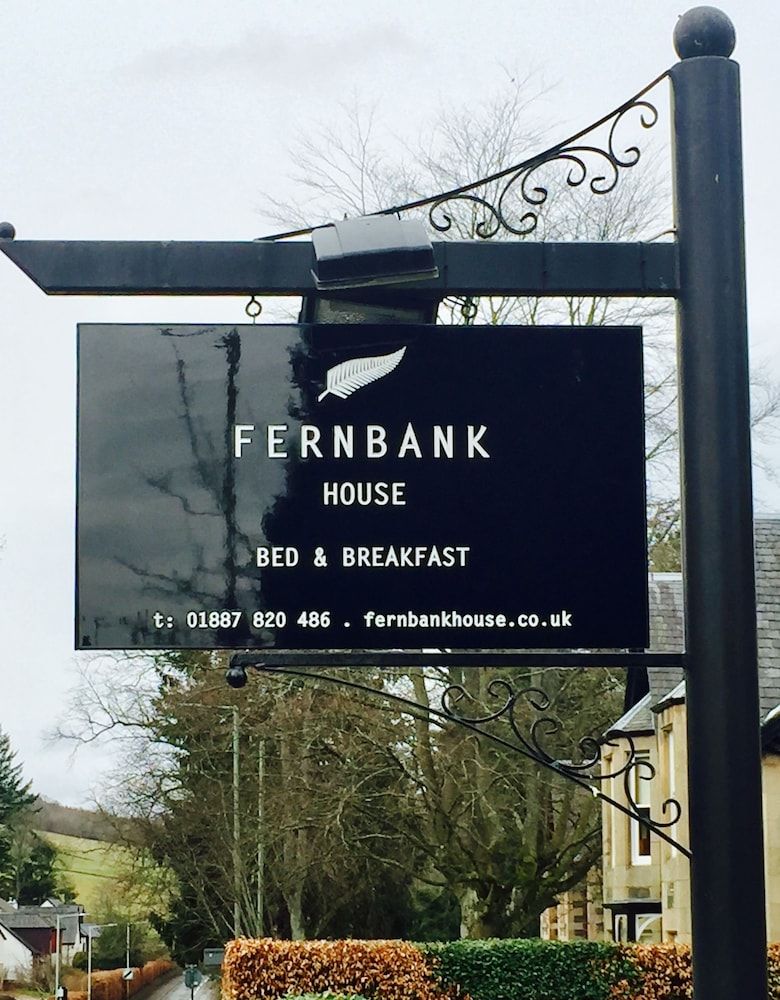 FERNBANK
HOUSE
BED & BREAKFAST
t: 01887 820 486 . fernbankhouse.co.uk